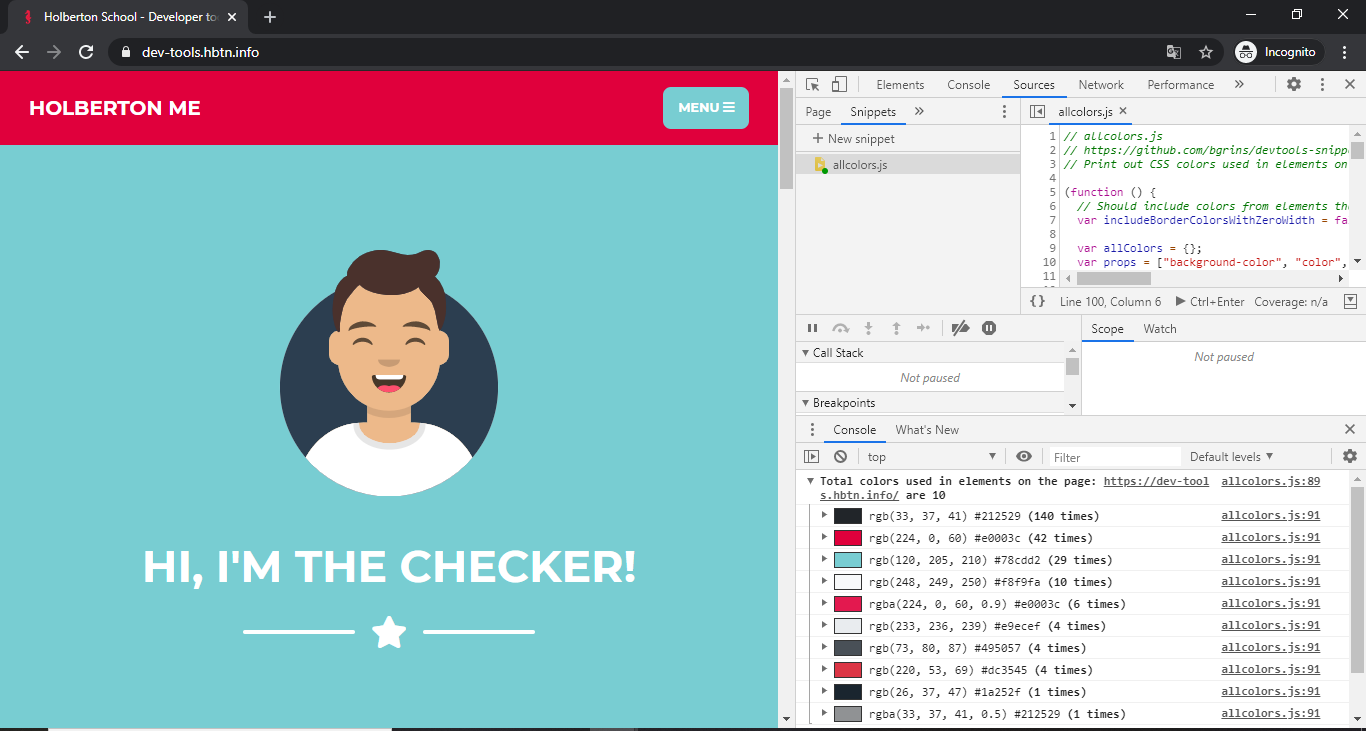 Holberton School - Developer to
dev-tools.hbtn.info
Incognito
HOLBERTON ME
MENU
HI, I'M THE CHECKER!
Elements Console Sources Network Performance »
Page Snippets »
+ New snippet
allcolors.js
allcolors.js
1 // allcolors.js
2 // https://github.com/bgrins/devtools-snipp
3 // Print out CSS colors used in elements on
4
5 (function () {
6 // Should include colors from elements th
7 var includeBorderColorsWithZeroWidth = fa
8
9 var allColors = {};
10 var props = ["background-color", "color",
11
{} Line 100, Column 6 Ctrl+Enter Coverage: n/a
Call Stack
Not paused
Breakpoints
Scope Watch
Not paused
Console What's New
top Filter Default levels
Total colors used in elements on the page: https://dev-tool allcolors.js:89
s.hbtn.info/ are 10
rgb(33, 37, 41) #212529 (140 times) allcolors.js:91
rgb(224, 0, 60) #e0003c (42 times) allcolors.js:91
rgb(120, 205, 210) #78cdd2 (29 times) allcolors.js:91
rgb(248, 249, 250) #f8f9fa (10 times) allcolors.js:91
rgba(224, 0, 60, 0.9) #e0003c (6 times) allcolors.js:91
rgb(233, 236, 239) #e9ecef (4 times) allcolors.js:91
rgb(73, 80, 87) #495057 (4 times) allcolors.js:91
rgb(220, 53, 69) #dc3545 (4 times) allcolors.js:91
rgb(26, 37, 47) #1a252f (1 times) allcolors.js:91
rgba(33, 37, 41, 0.5) #212529 (1 times) allcolors.js:91